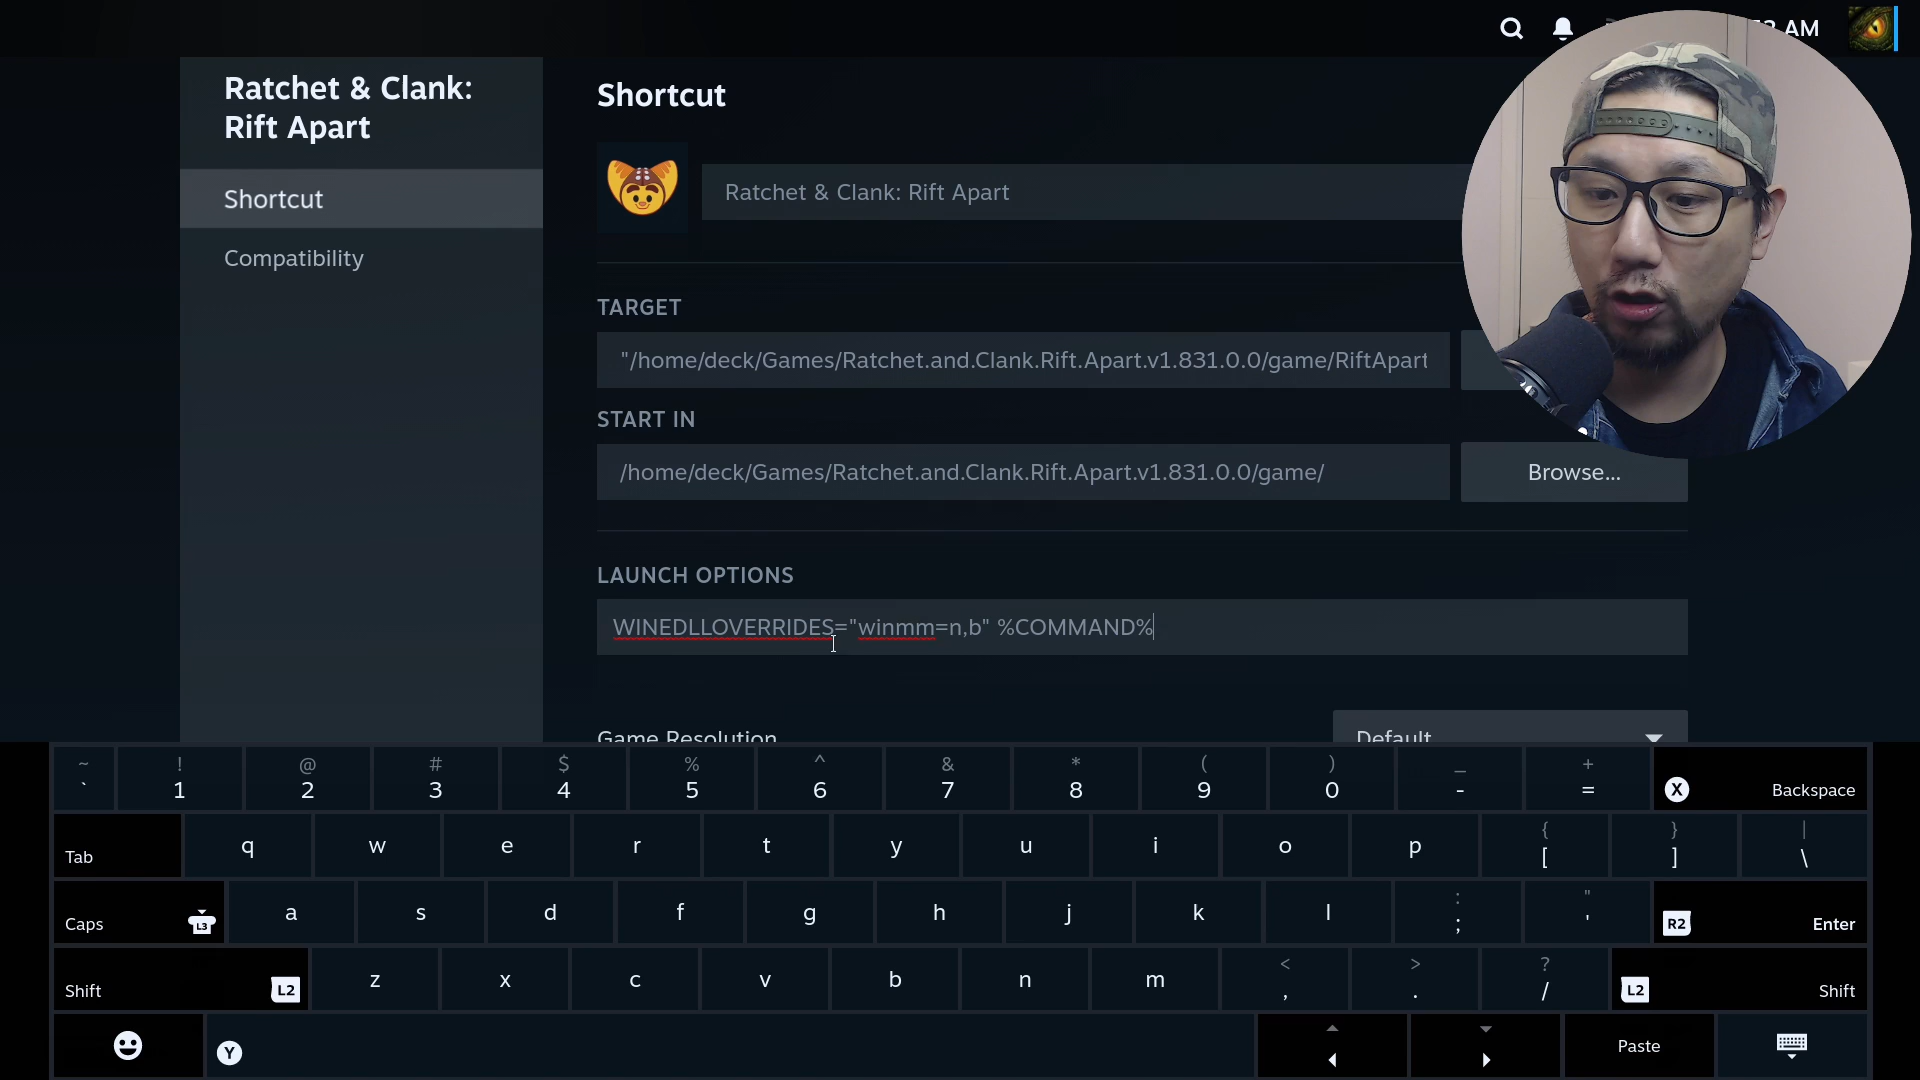 AM
Ratchet & Clank:
Rift Apart
Shortcut
Compatibility
Shortcut
Ratchet & Clank: Rift Apart
TARGET
"/home/deck/Games/Ratchet.and.Clank.Rift.Apart.v1.831.0.0/game/RiftApart
START IN
/home/deck/Games/Ratchet.and.Clank.Rift.Apart.v1.831.0.0/game/
Browse...
LAUNCH OPTIONS
WINEDLLOVERRIDES="winmm=n,b" %COMMAND%
Game Resolution
Default
~ ! @ # $ % ^ & * ( ) _ +
` 1 2 3 4 5 6 7 8 9 0 - = X Backspace
Tab q w e r t y u i o p { [ } ] | \
Caps L3 a s d f g h j k l : ; " ' R2 Enter
Shift L2 z x c v b n m < , > . ? / L2 Shift
Y Paste